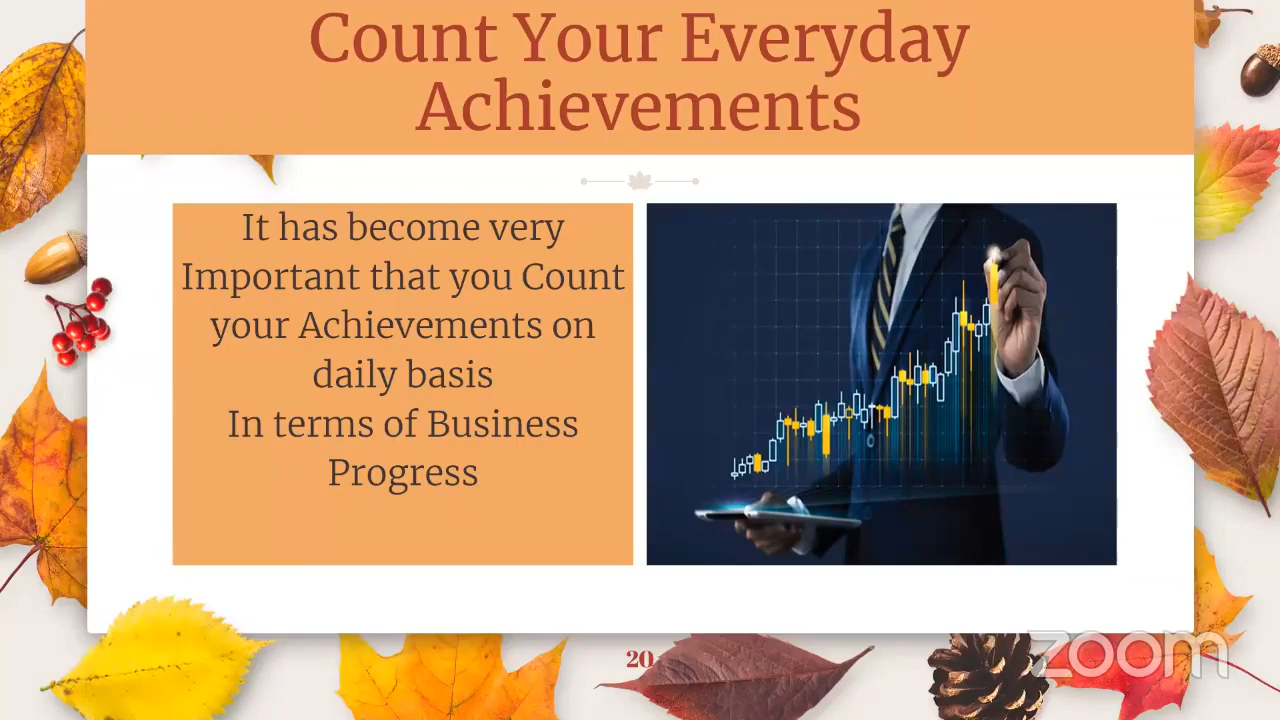 Count Your Everyday
Achievements
It has become very
Important that you Count
your Achievements on
daily basis
In terms of Business
Progress
20
zoom